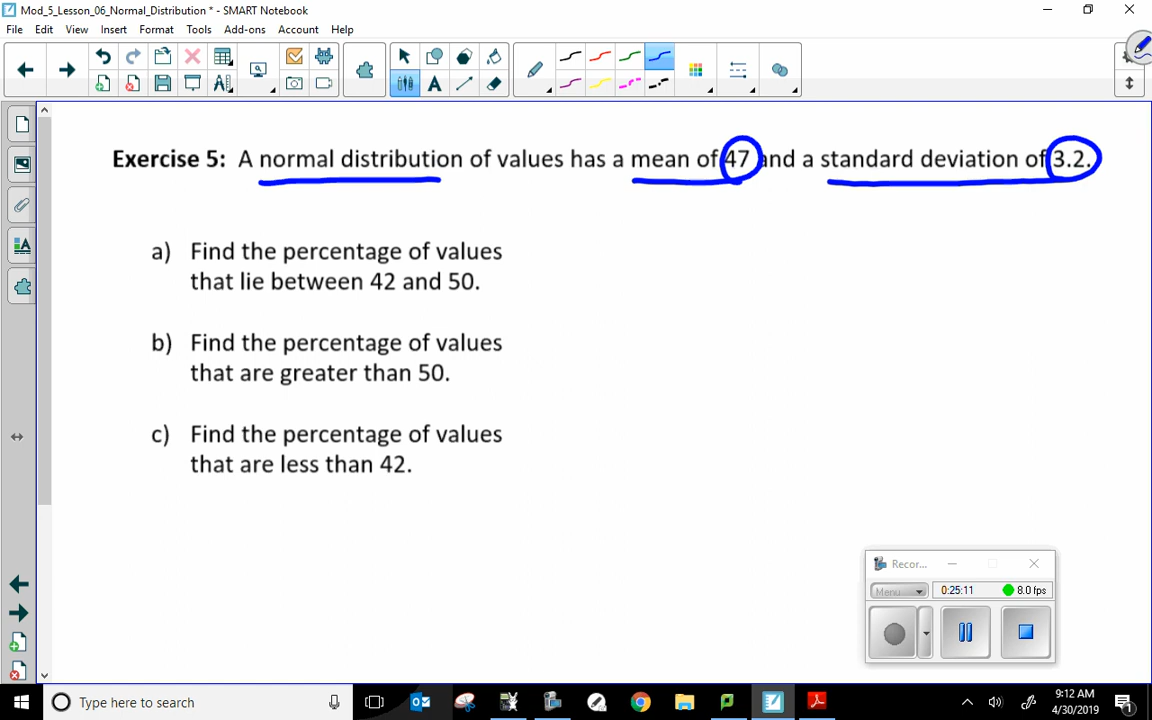 Mod_5_Lesson_06_Normal_Distribution * - SMART Notebook
File Edit View Insert Format Tools Add-ons Account Help
Exercise 5: A normal distribution of values has a mean of 47 and a standard deviation of 3.2.
a) Find the percentage of values
that lie between 42 and 50.
b) Find the percentage of values
that are greater than 50.
c) Find the percentage of values
that are less than 42.
Recor...
Menu 0:25:11 8.0 fps
Type here to search
9:12 AM
4/30/2019
1